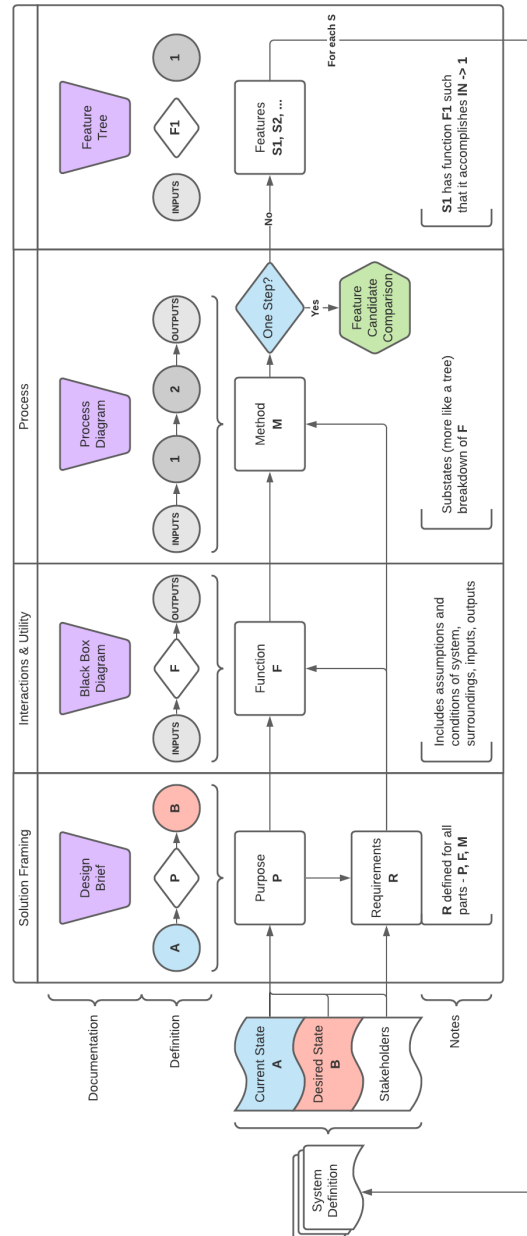 Solution Framing
Interactions & Utility
Process
Documentation
Design
Brief
Black Box
Diagram
Process
Diagram
Feature
Tree
Definition
A
P
B
INPUTS
F
OUTPUTS
INPUTS
1
2
OUTPUTS
INPUTS
F1
1
System
Definition
Current State
A
Desired State
B
Stakeholders
Purpose
P
Requirements
R
Function
F
Method
M
One Step?
No
Yes
Feature
Candidate
Comparison
Features
S1, S2, ...
For each S
Notes
R defined for all
parts - P, F, M
Includes assumptions and
conditions of system,
surroundings, inputs, outputs
Substates (more like a tree)
breakdown of F
S1 has function F1 such
that it accomplishes IN -> 1